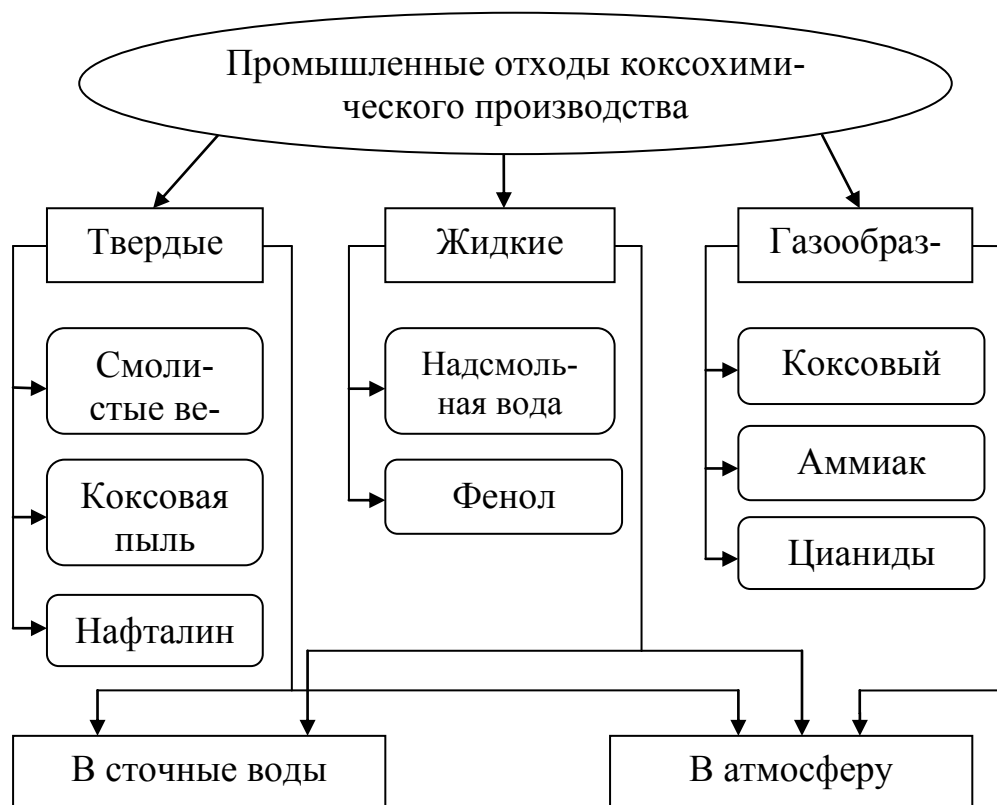 Промышленные отходы коксохими-
ческого производства
Твердые
Жидкие
Газообраз-
Смоли-
стые ве-
Надсмоль-
ная вода
Коксовый
Коксовая
пыль
Фенол
Аммиак
Цианиды
Нафталин
В сточные воды
В атмосферу